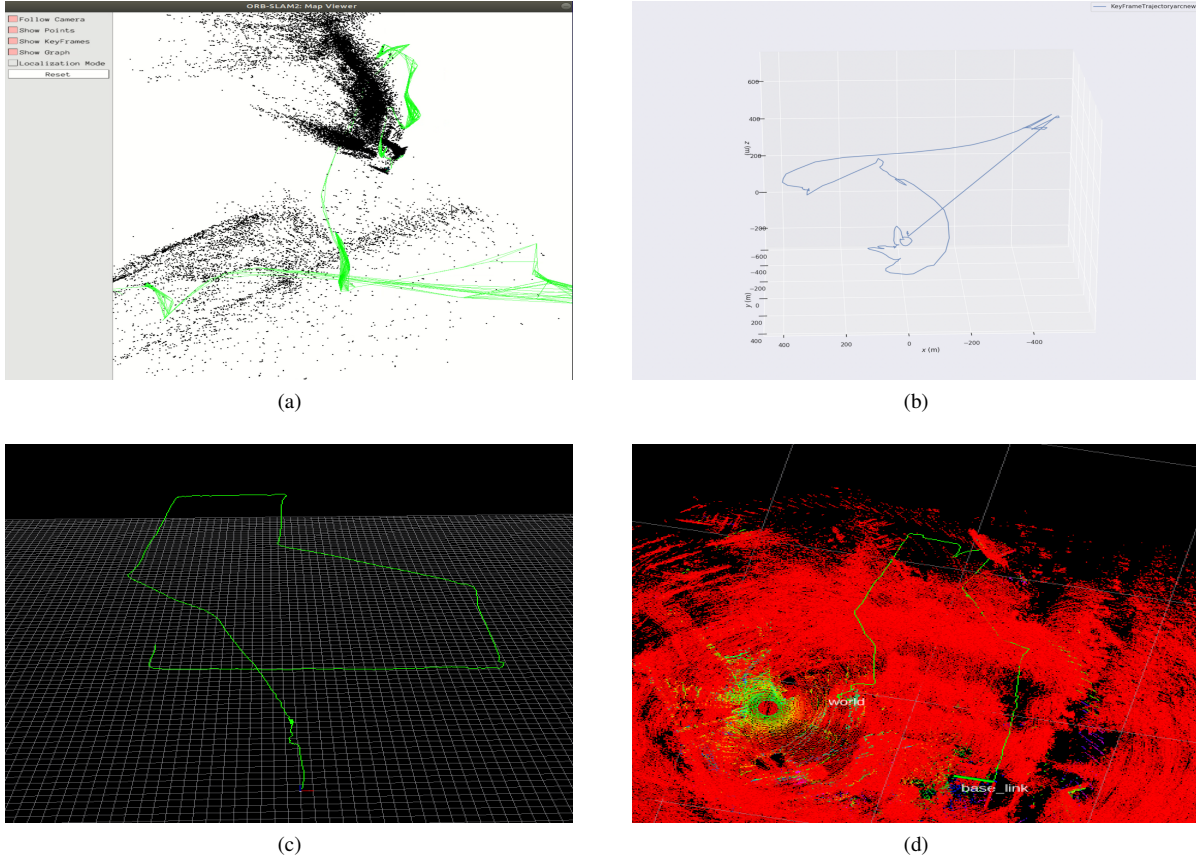 ORB-SLAM2: Map Viewer
Follow Camera
Show Points
Show KeyFrames
Show Graph
Localization Mode
Reset
(a)
KeyFrameTrajectoryarcnew
600
400
200
0
−200
z (m)
−600
−400
−200
0
200
400
y (m)
400
200
0
−200
−400
x (m)
(b)
(c)
world
base_link
(d)